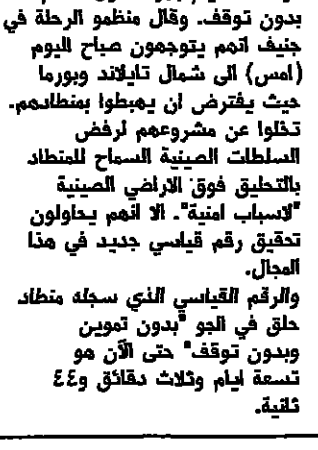 بدون توقف. وقال منظمو الرحلة في
جنيف انهم يتوجهون صباح اليوم
(امس) الى شمال تايلاند وبورما
حيث يفترض ان يهبطوا بمنطادهم.
تخلوا عن مشروعهم لرفض
السلطات الصينية السماح للمنطاد
بالتحليق فوق الاراضي الصينية
"لاسباب امنية". الا انهم يحاولون
تحقيق رقم قياسي جديد في هذا
المجال.
والرقم القياسي الذي سجله منطاد
حلق في الجو "بدون تموين
وبدون توقف" حتى الآن هو
تسعة ايام وثلاث دقائق و٤٤
ثانية.